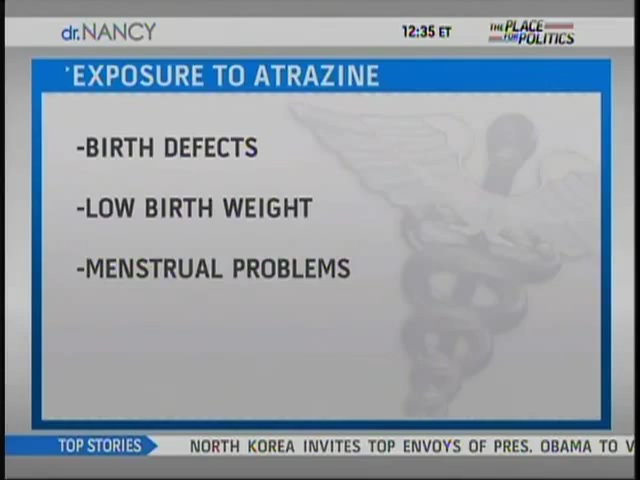 dr.NANCY
12:35 ET
THE PLACE
FOR POLITICS
EXPOSURE TO ATRAZINE
-BIRTH DEFECTS
-LOW BIRTH WEIGHT
-MENSTRUAL PROBLEMS
TOP STORIES NORTH KOREA INVITES TOP ENVOYS OF PRES. OBAMA TO V